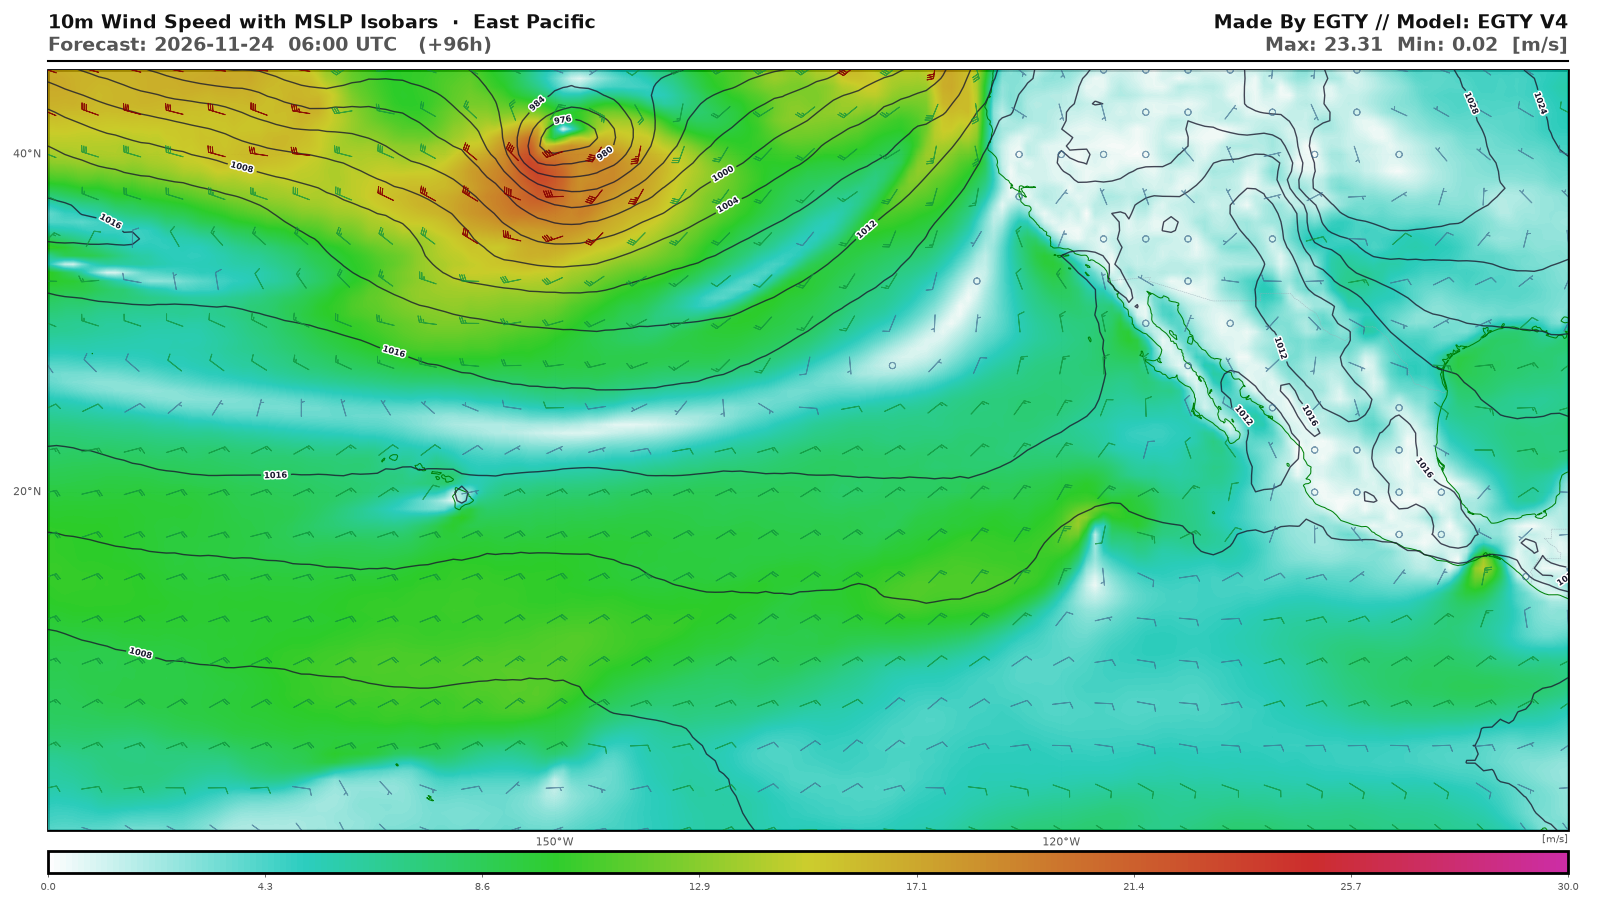 10m Wind Speed with MSLP Isobars · East Pacific
Made By EGTY // Model: EGTY V4
Forecast: 2026-11-24 06:00 UTC (+96h)
Max: 23.31 Min: 0.02 [m/s]
984
976
980
1028
1024
40°N
1008
1000
1004
1016
1012
1016
1012
1012
1016
1016
1016
20°N
1008
150°W
120°W
[m/s]
0.0
4.3
8.6
12.9
17.1
21.4
25.7
30.0